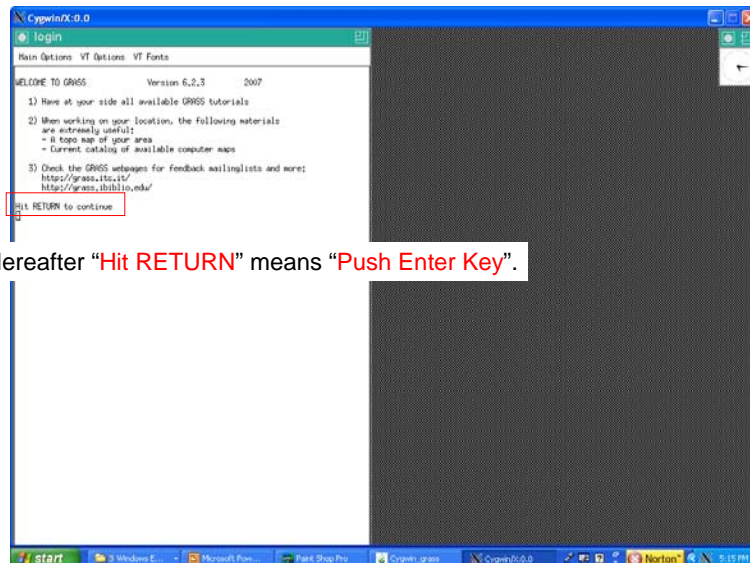 Cygwin/X:0.0
login
Main Options VT Options VT Fonts
WELCOME TO GRASS Version 6.2.3 2007
1) Have at your side all available GRASS tutorials
2) When working on your location, the following materials
are extremely useful:
- A topo map of your area
- Current catalog of available computer maps
3) Check the GRASS webpages for feedback mailinglists and more:
http://grass.itc.it/
http://grass.ibiblio.edu/
Hit RETURN to continue
ereafter “Hit RETURN” means “Push Enter Key”.
start 3 Windows E... Microsoft Pow... Paint Shop Pro Cygwin_grass Cygwin/X:0.0 Norton 5:15 PM